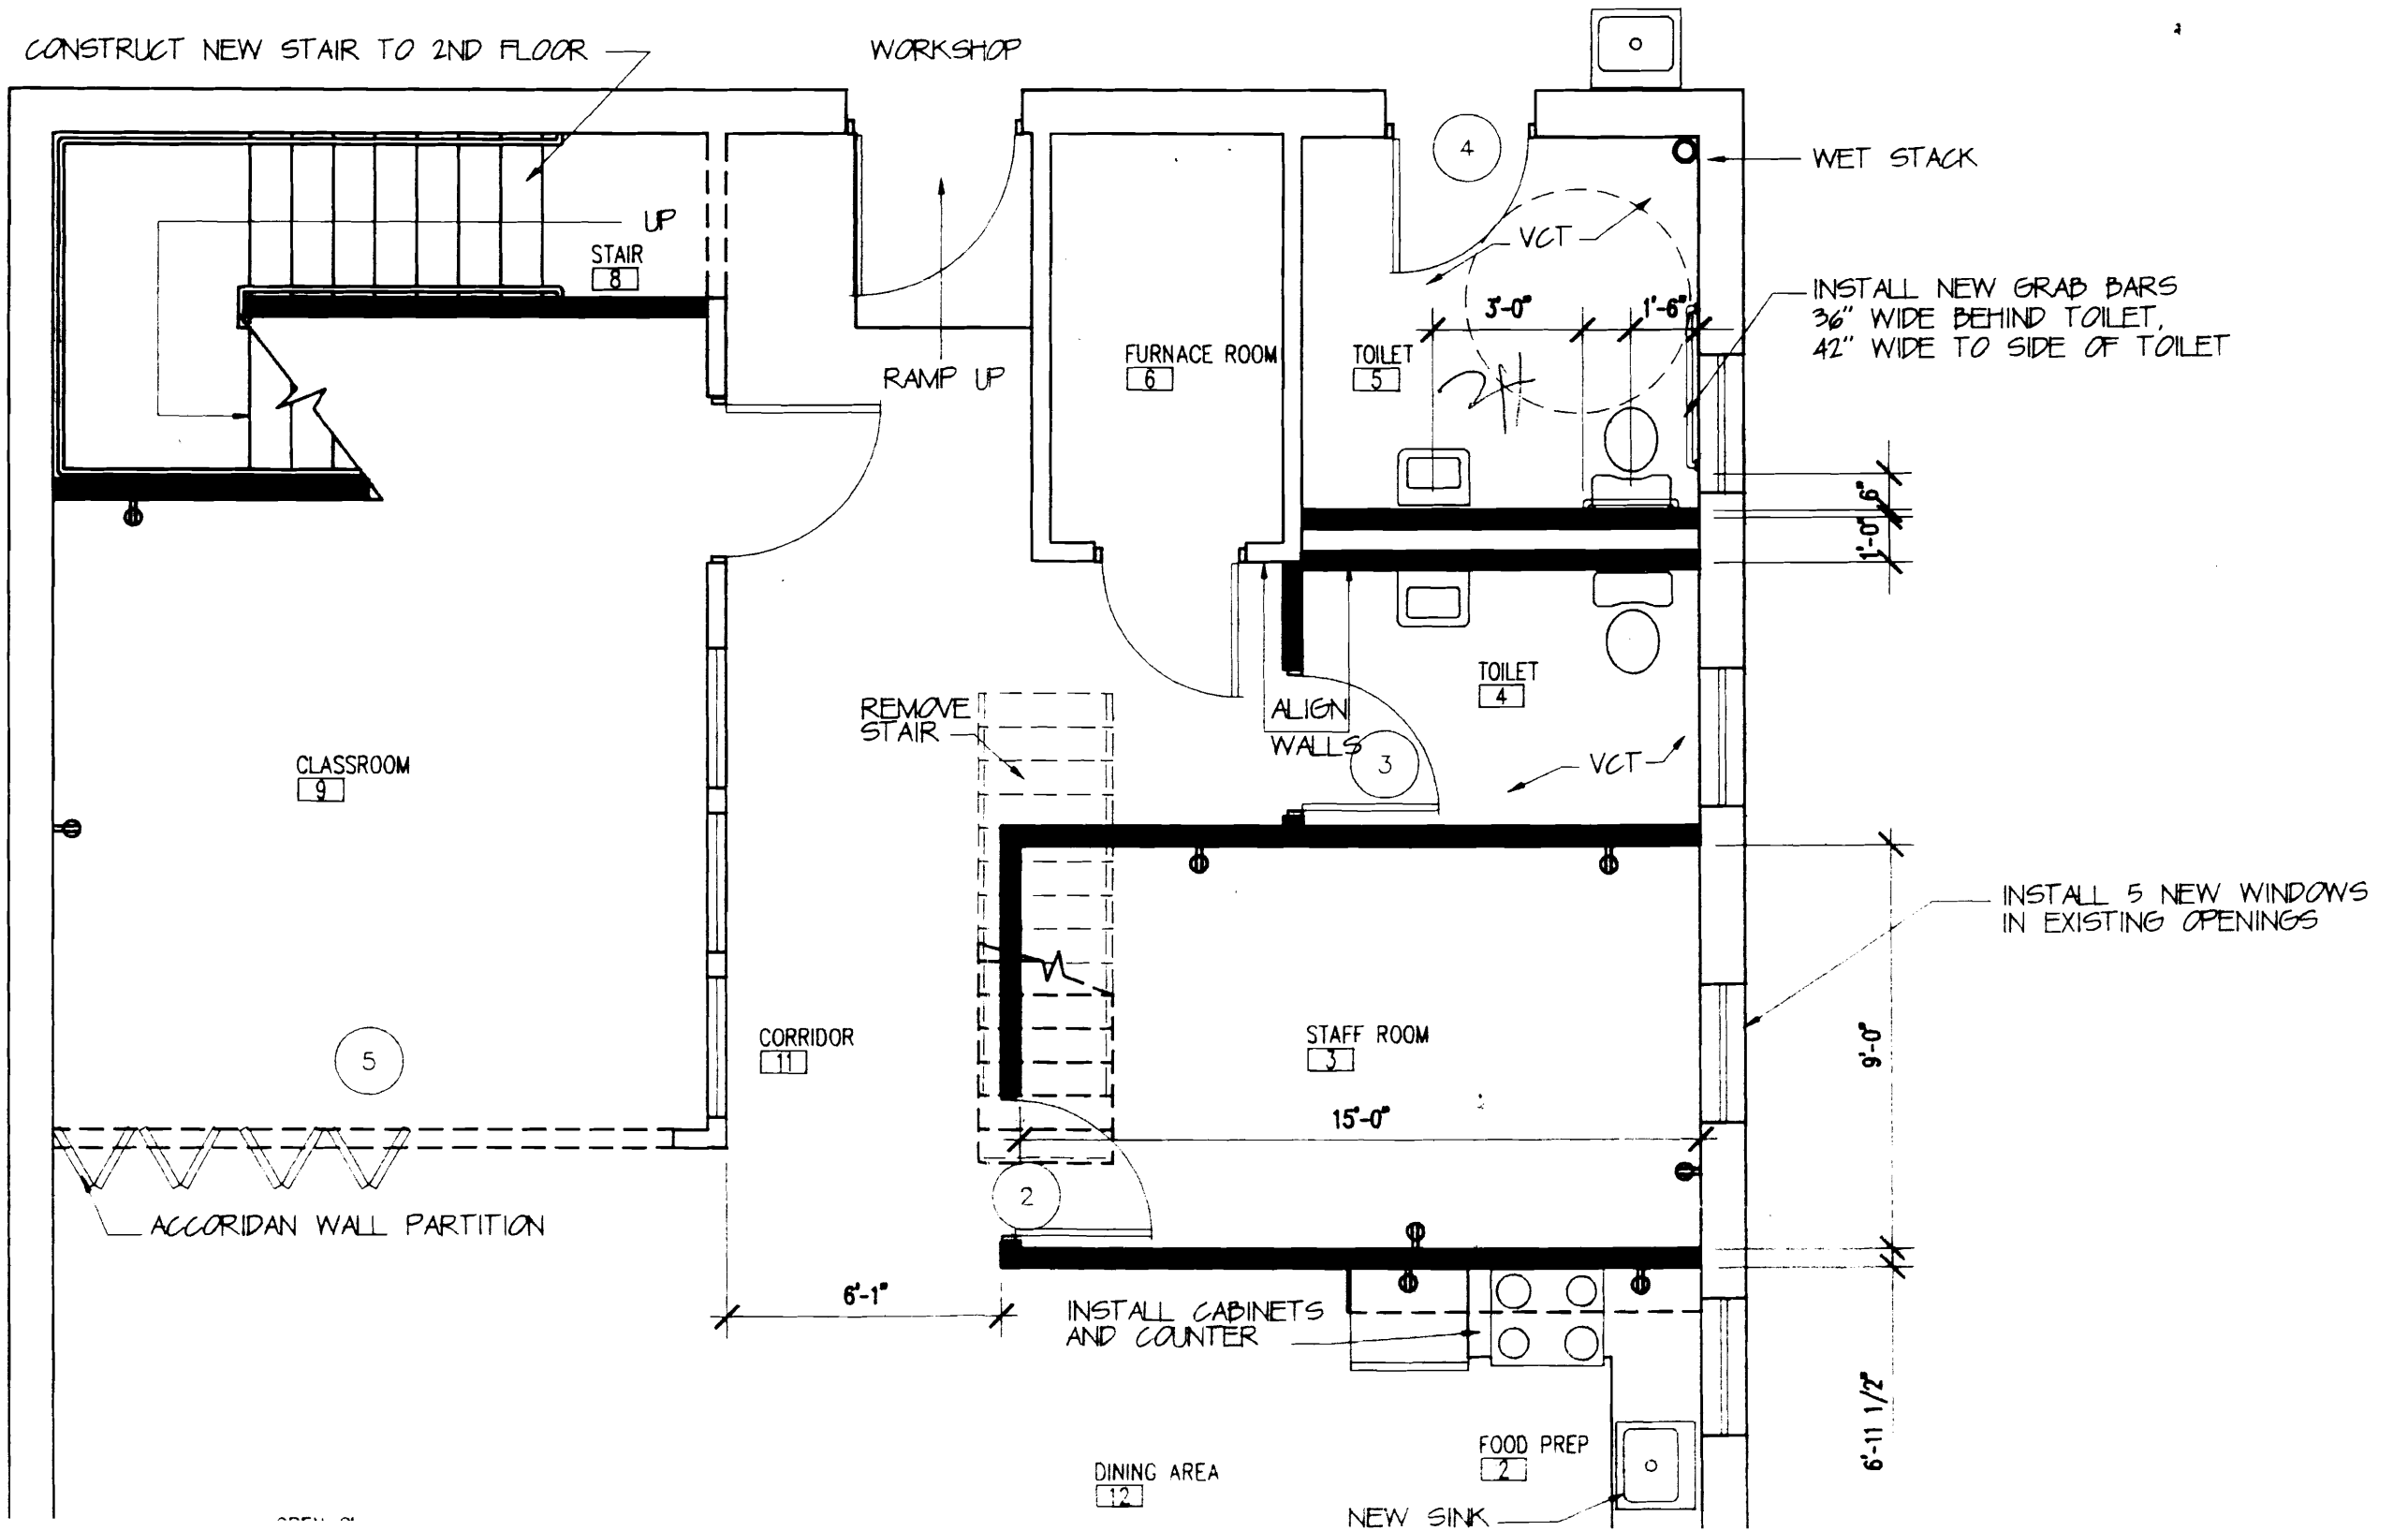 CONSTRUCT NEW STAIR TO 2ND FLOOR
WORKSHOP
4
WET STACK
UP
VCT
STAIR
8
INSTALL NEW GRAB BARS
36" WIDE BEHIND TOILET,
42" WIDE TO SIDE OF TOILET
3'-0"
1'-6"
FURNACE ROOM
6
TOILET
5
RAMP UP
6"
1'-0"
TOILET
4
REMOVE
STAIR
ALIGN
WALLS
3
VCT
CLASSROOM
9
INSTALL 5 NEW WINDOWS
IN EXISTING OPENINGS
CORRIDOR
11
STAFF ROOM
3
9'-0"
5
15'-0"
2
ACCORIDAN WALL PARTITION
6'-1"
INSTALL CABINETS
AND COUNTER
6'-11 1/2"
FOOD PREP
2
DINING AREA
12
NEW SINK